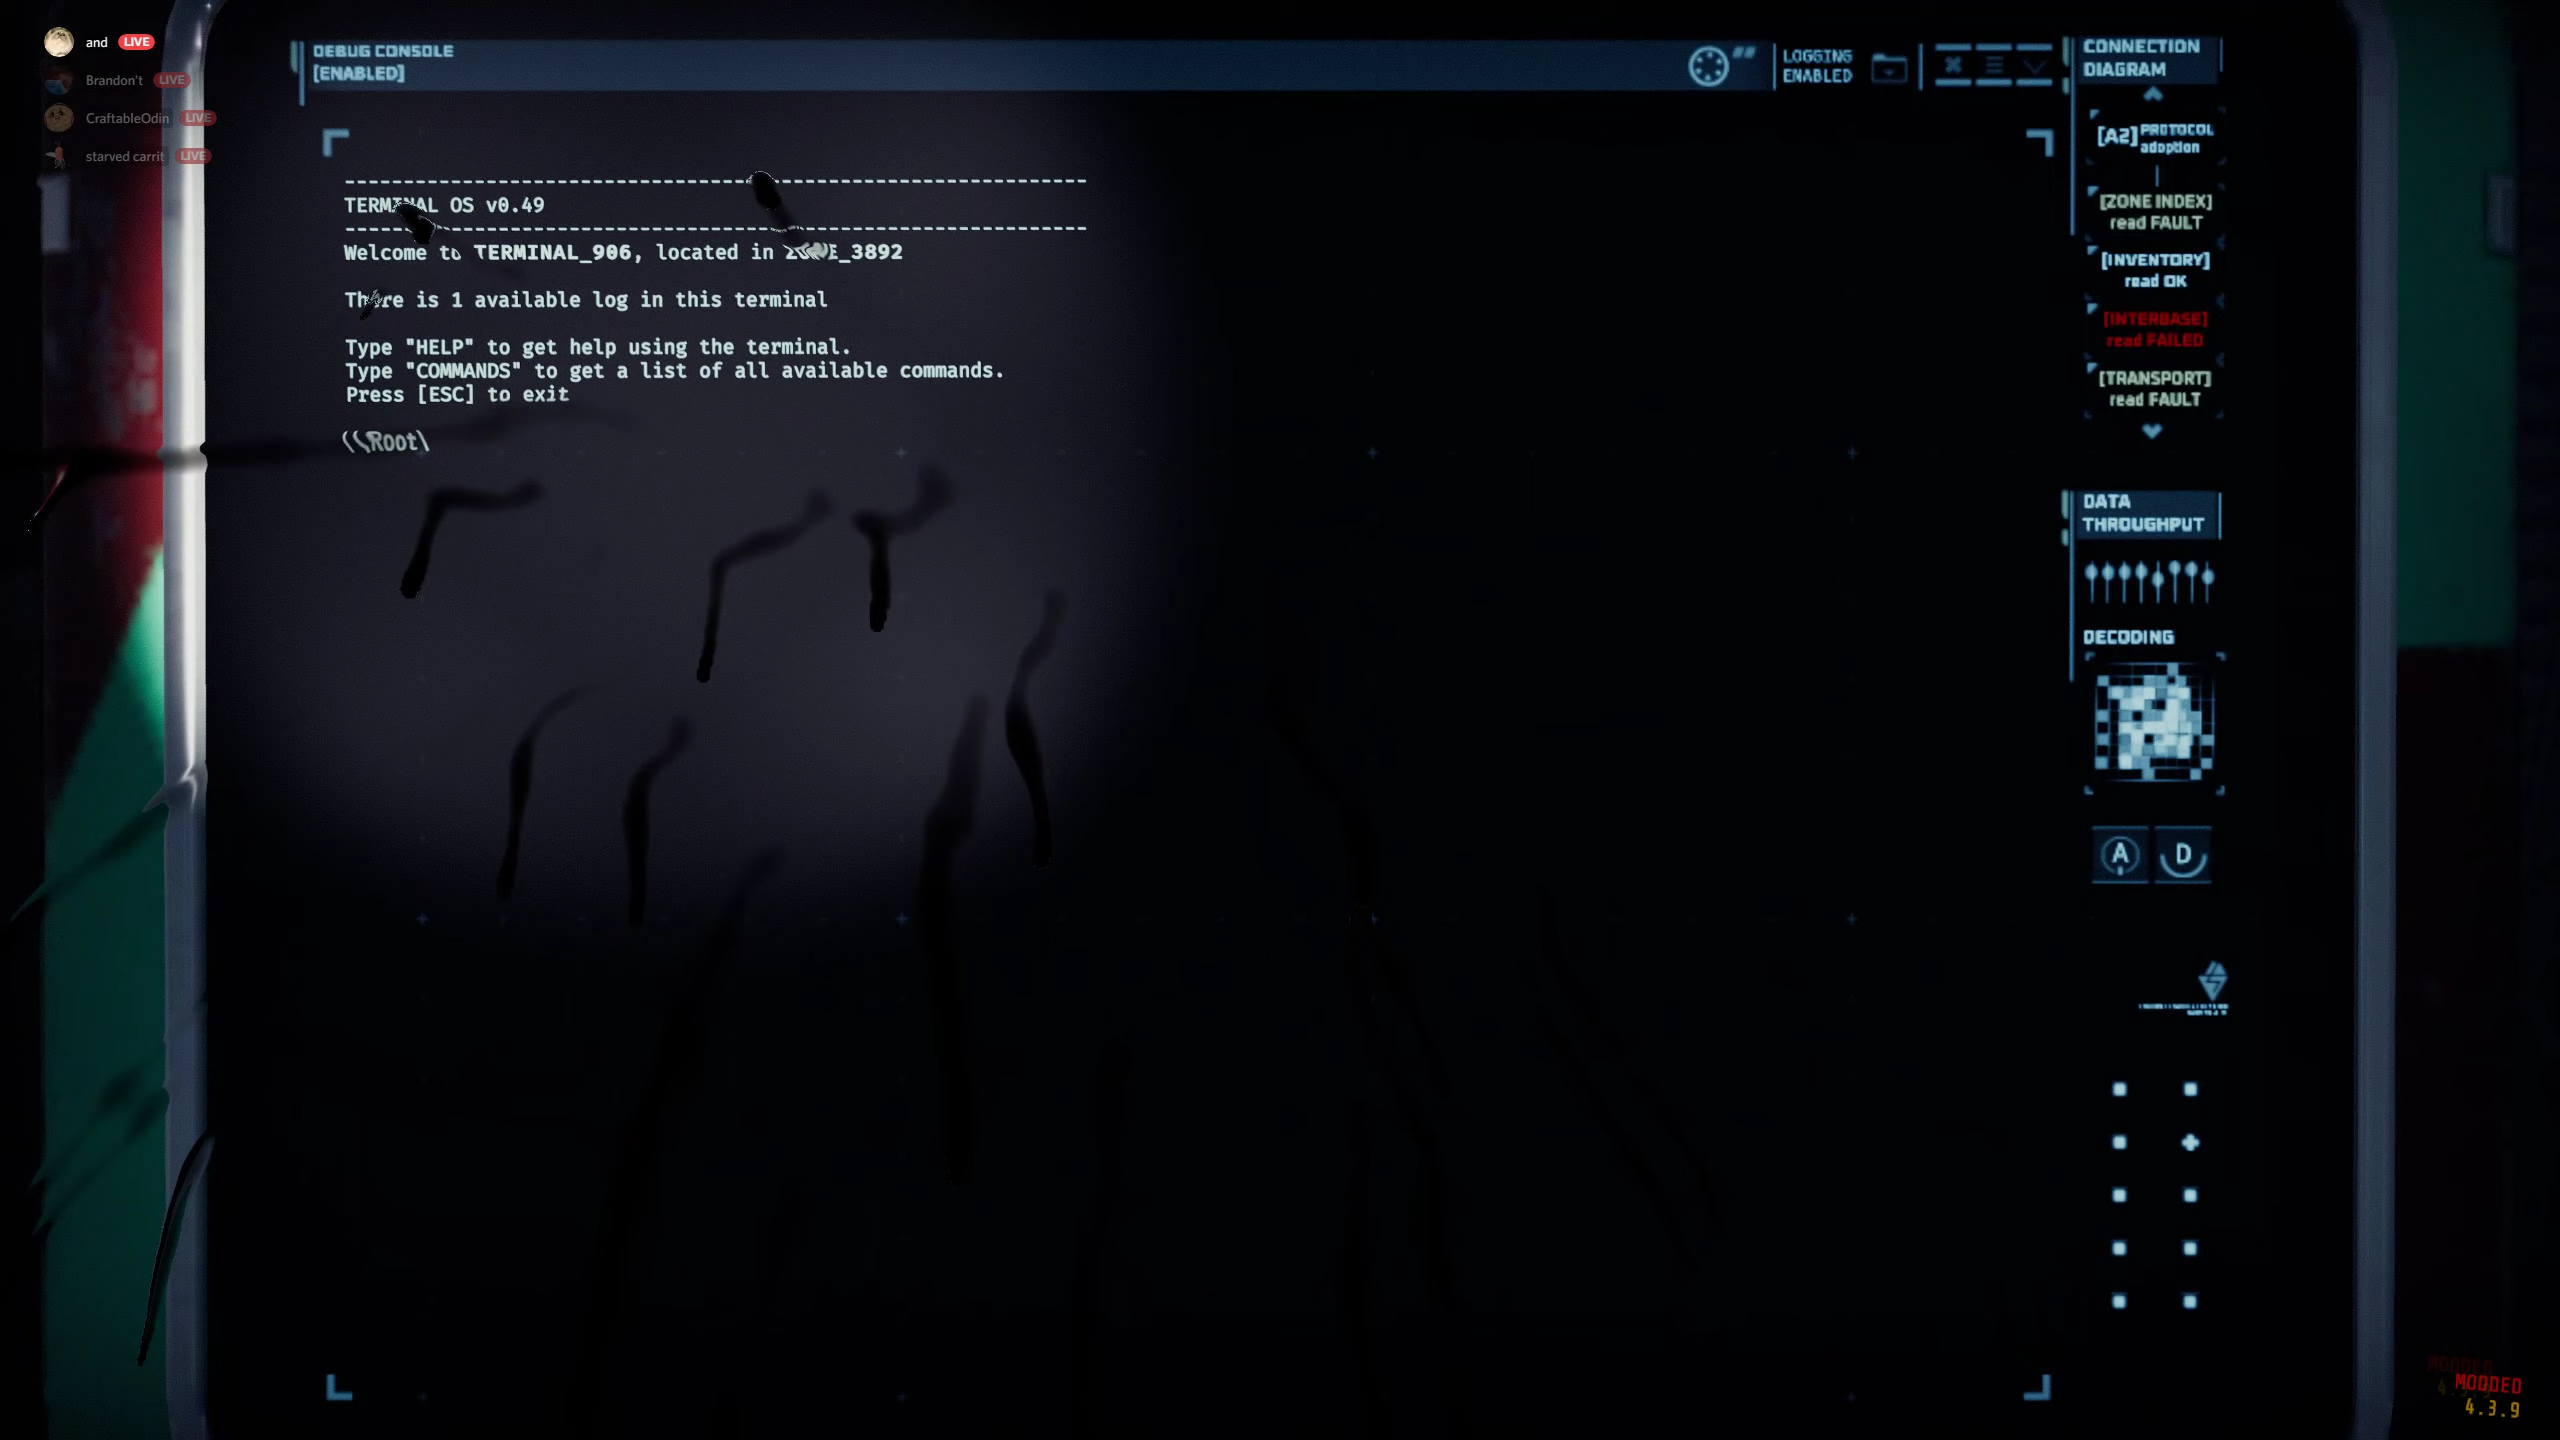 and LIVE
Brandon't LIVE
CraftableOdin LIVE
starved carrit LIVE
DEBUG CONSOLE
[ENABLED]
LOGGING
ENABLED
--------------------------------------------------------------
TERMINAL OS v0.49
--------------------------------------------------------------
Welcome to TERMINAL_906, located in ZONE_3892
There is 1 available log in this terminal
Type "HELP" to get help using the terminal.
Type "COMMANDS" to get a list of all available commands.
Press [ESC] to exit
\\Root\
CONNECTION
DIAGRAM
[A2] PROTOCOL
adoption
[ZONE INDEX]
read FAULT
[INVENTORY]
read OK
[INTERBASE]
read FAILED
[TRANSPORT]
read FAULT
DATA
THROUGHPUT
DECODING
A D
MODDED
4.3.9